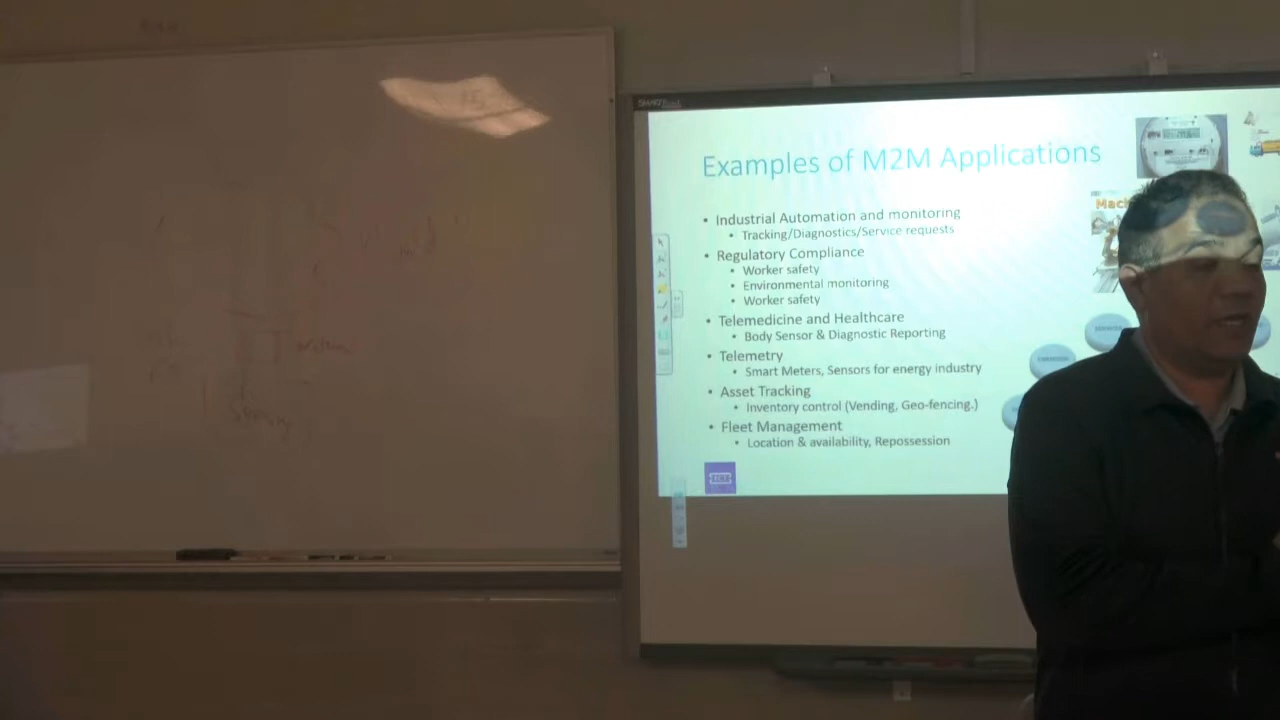 SMART Board
Examples of M2M Applications
• Industrial Automation and monitoring
• Tracking/Diagnostics/Service requests
• Regulatory Compliance
• Worker safety
• Environmental monitoring
• Worker safety
• Telemedicine and Healthcare
• Body Sensor & Diagnostic Reporting
• Telemetry
• Smart Meters, Sensors for energy industry
• Asset Tracking
• Inventory control (Vending, Geo-fencing.)
• Fleet Management
• Location & availability, Repossession